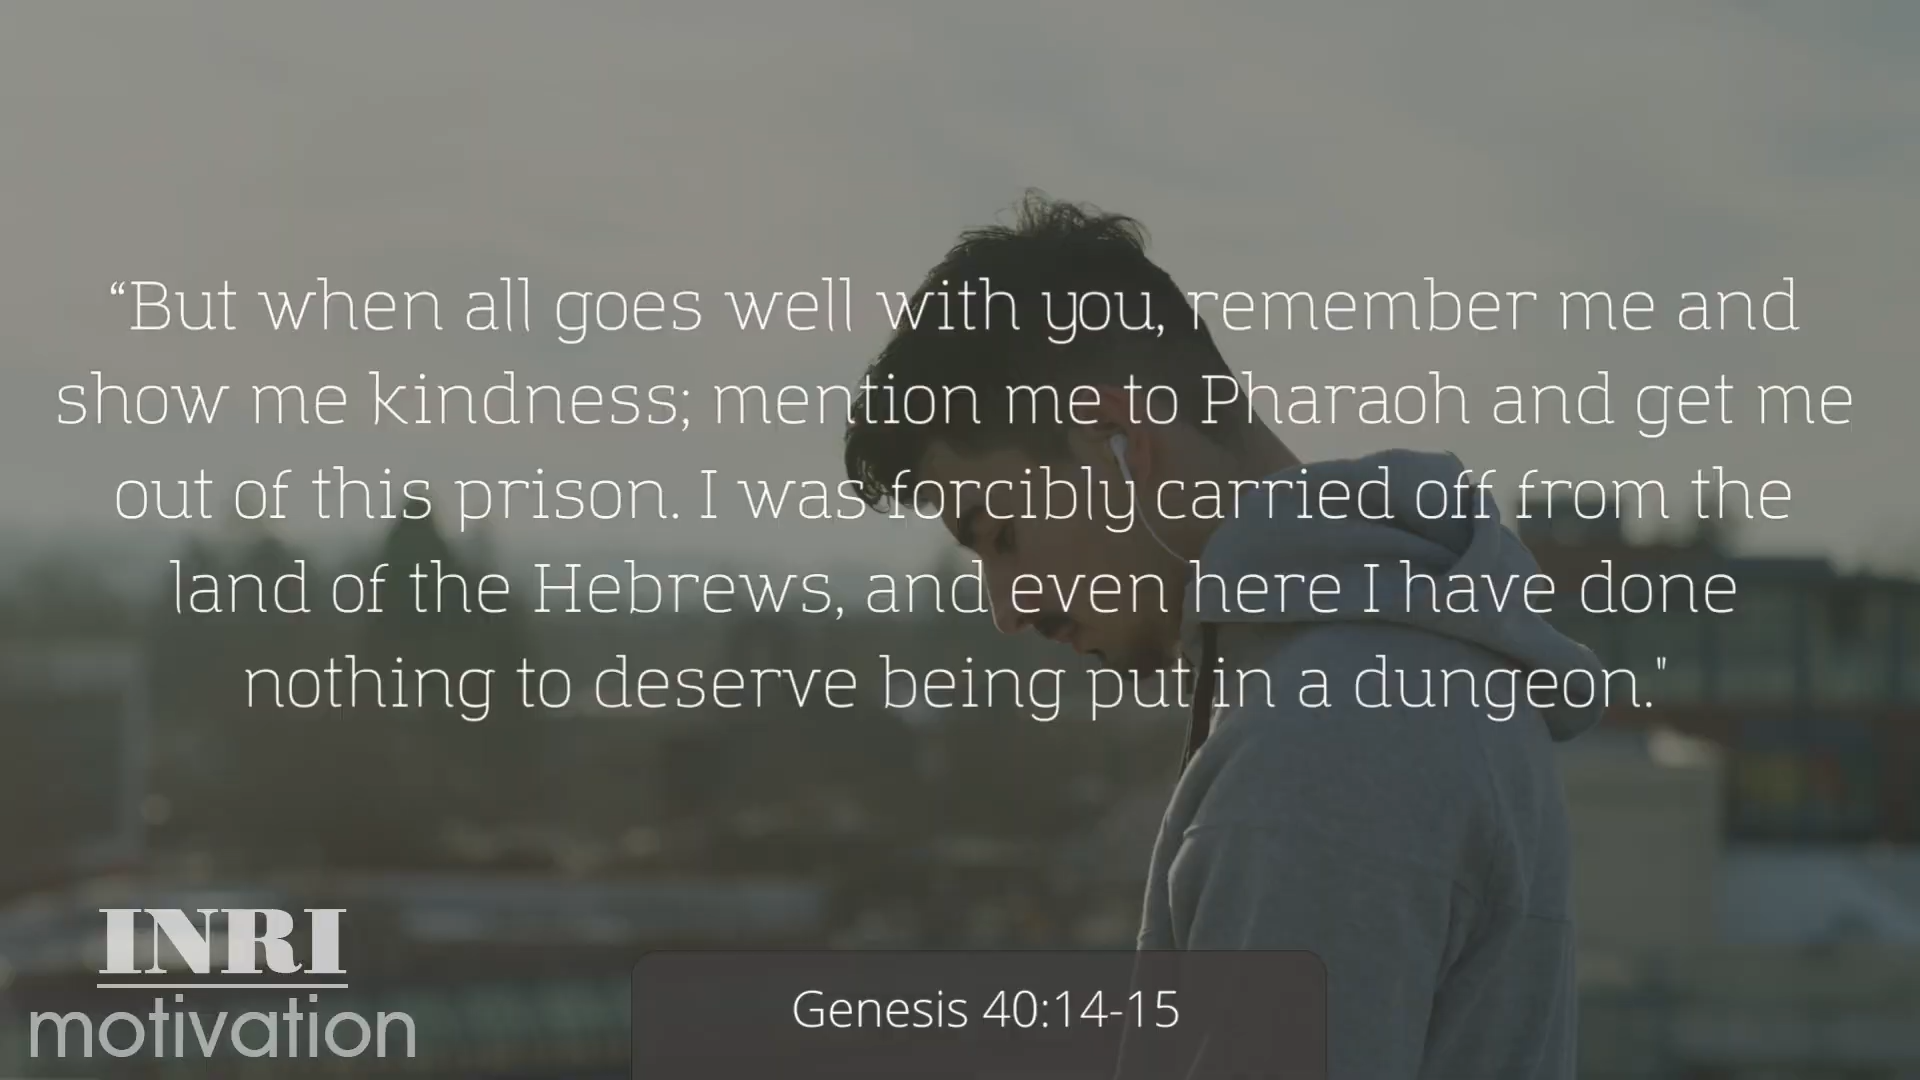 “But when all goes well with you, remember me and
show me kindness; mention me to Pharaoh and get me
out of this prison. I was forcibly carried off from the
land of the Hebrews, and even here I have done
nothing to deserve being put in a dungeon."
INRI
motivation
Genesis 40:14-15